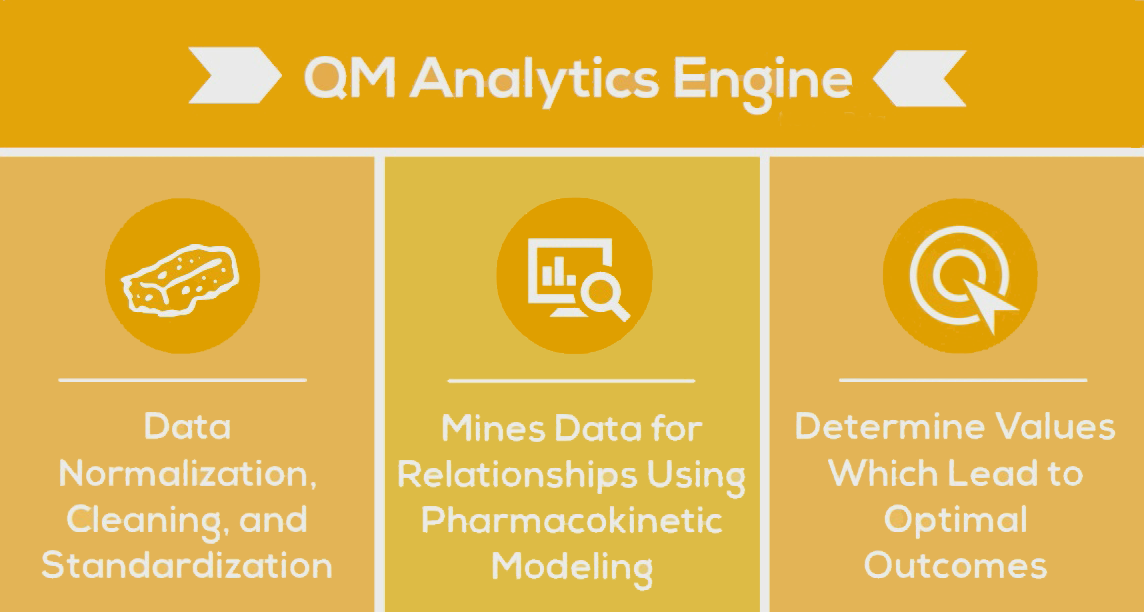 QM Analytics Engine
Data
Normalization,
Cleaning, and
Standardization
Mines Data for
Relationships Using
Pharmacokinetic
Modeling
Determine Values
Which Lead to
Optimal
Outcomes